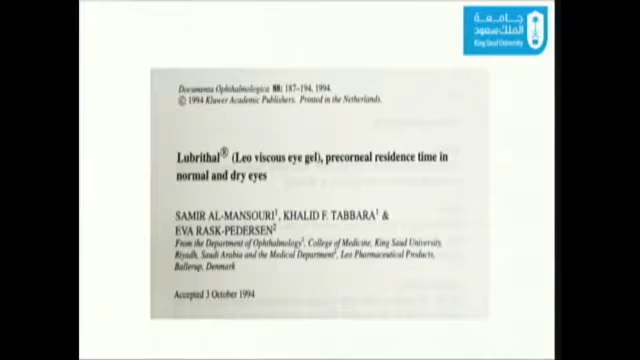 جامعة
الملك سعود
King Saud University
Documenta Ophthalmologica 88: 187-194, 1994.
© 1994 Kluwer Academic Publishers. Printed in the Netherlands.
Lubrithal® (Leo viscous eye gel), precorneal residence time in
normal and dry eyes
SAMIR AL-MANSOURI¹, KHALID F. TABBARA¹ &
EVA RASK-PEDERSEN²
From the Department of Ophthalmology¹, College of Medicine, King Saud University,
Riyadh, Saudi Arabia and the Medical Department², Leo Pharmaceutical Products,
Ballerup, Denmark
Accepted 3 October 1994